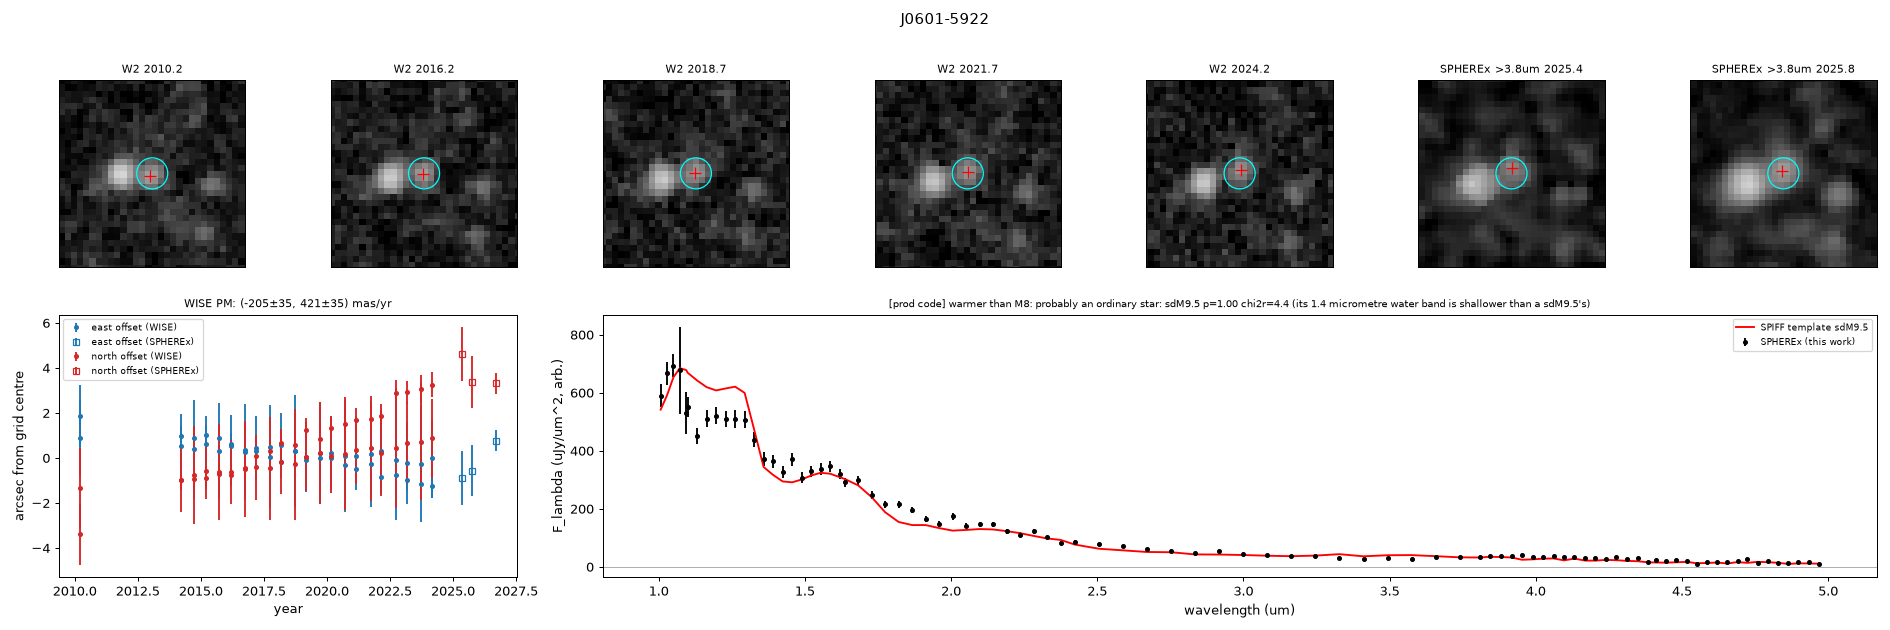 J0601-5922
W2 2010.2
W2 2016.2
W2 2018.7
W2 2021.7
W2 2024.2
SPHEREx >3.8um 2025.4
SPHEREx >3.8um 2025.8
WISE PM: (-205±35, 421±35) mas/yr
east offset (WISE)
east offset (SPHEREx)
north offset (WISE)
north offset (SPHEREx)
arcsec from grid centre
6
4
2
0
−2
−4
2010.0
2012.5
2015.0
2017.5
2020.0
2022.5
2025.0
2027.5
year
[prod code] warmer than M8: probably an ordinary star: sdM9.5 p=1.00 chi2r=4.4 (its 1.4 micrometre water band is shallower than a sdM9.5's)
SPIFF template sdM9.5
SPHEREx (this work)
F_lambda (uJy/um^2, arb.)
800
600
400
200
0
1.0
1.5
2.0
2.5
3.0
3.5
4.0
4.5
5.0
wavelength (um)